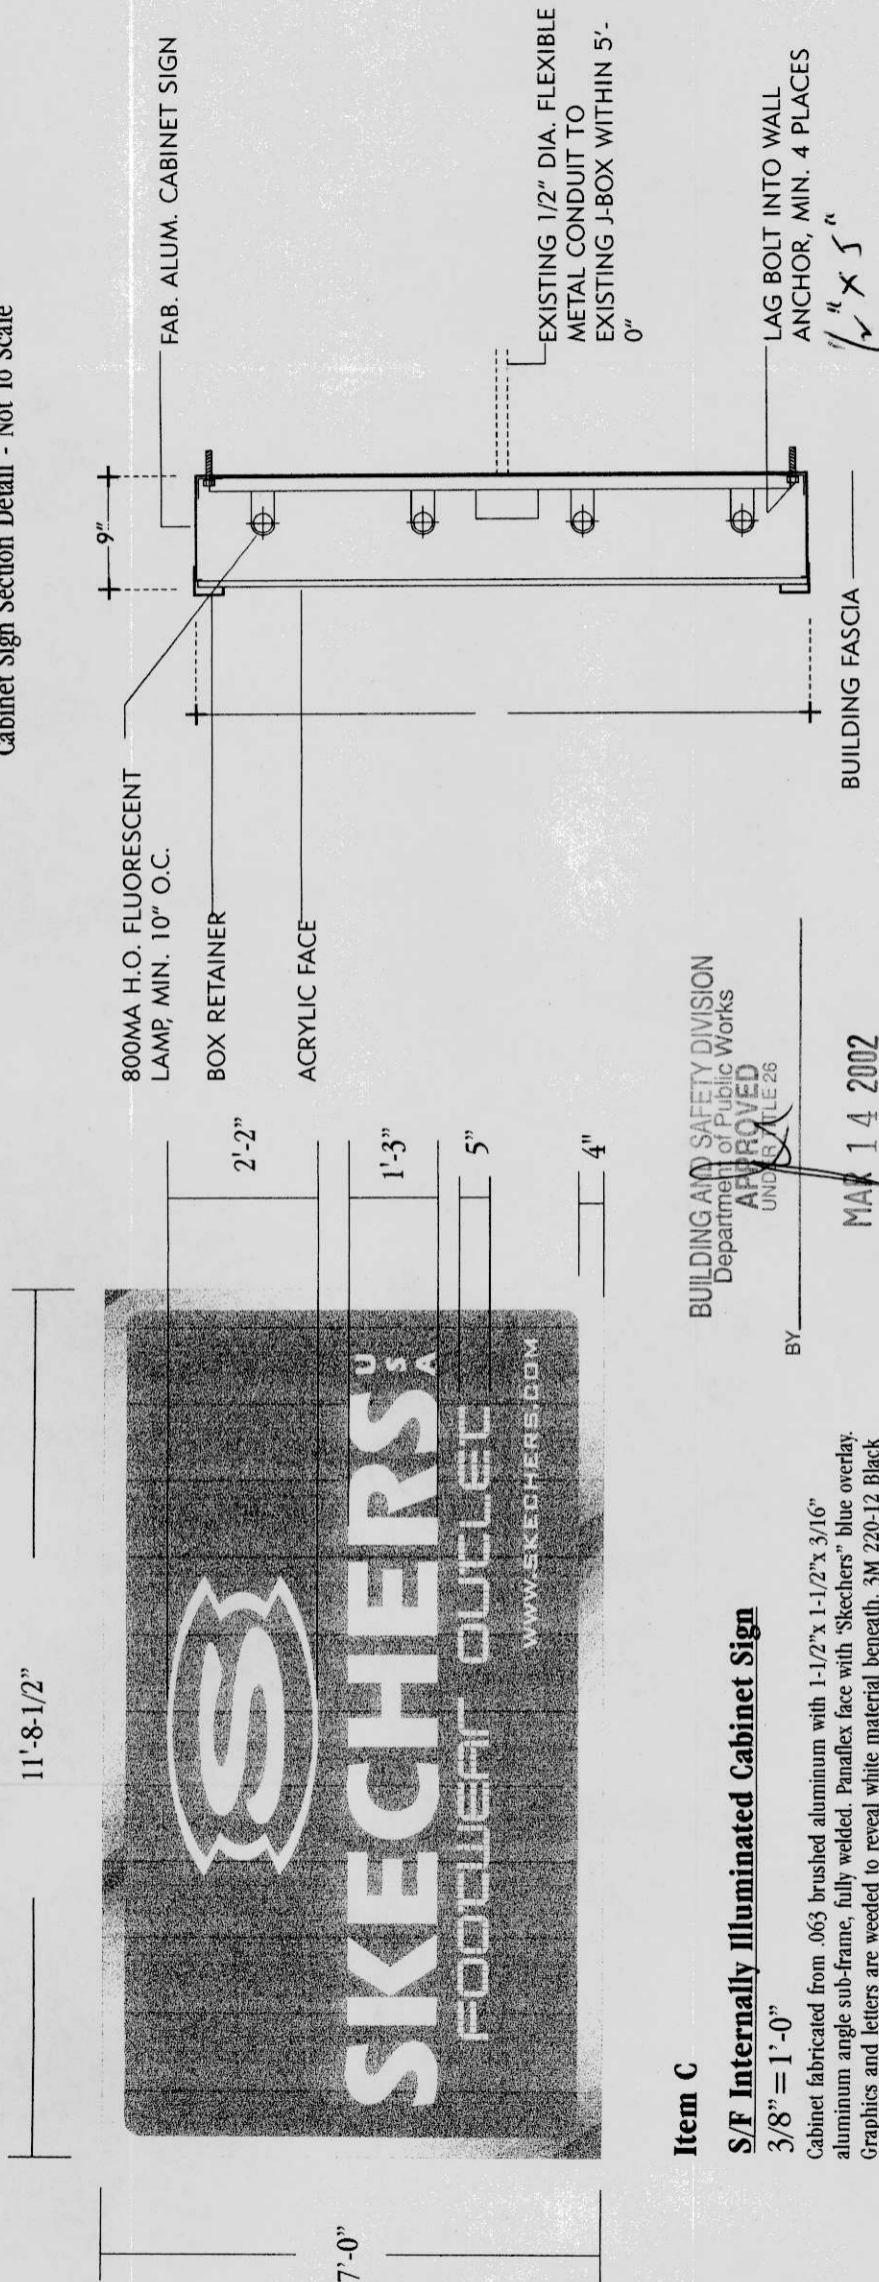 11'-8-1/2"
7'-0"
S
SKECHERS
U
S
A
FOOTWEAR OUTLET
WWW.SKECHERS.COM
2'-2"
1'-3"
5"
4"
Item C
S/F Internally Illuminated Cabinet Sign
3/8" = 1'-0"
Cabinet fabricated from .063 brushed aluminum with 1-1/2"x 1-1/2"x 3/16"
aluminum angle sub-frame, fully welded. Panaflex face with "Skechers" blue overlay.
Graphics and letters are weeded to reveal white material beneath. 3M 220-12 Black
BUILDING AND SAFETY DIVISION
Department of Public Works
APPROVED
UNDER TITLE 26
BY
MAR 14 2002
Cabinet Sign Section Detail - Not To Scale
9"
FAB. ALUM. CABINET SIGN
800MA H.O. FLUORESCENT
LAMP, MIN. 10" O.C.
BOX RETAINER
ACRYLIC FACE
EXISTING 1/2" DIA. FLEXIBLE
METAL CONDUIT TO
EXISTING J-BOX WITHIN 5'-
0"
LAG BOLT INTO WALL
ANCHOR, MIN. 4 PLACES
1/2" X 5"
BUILDING FASCIA